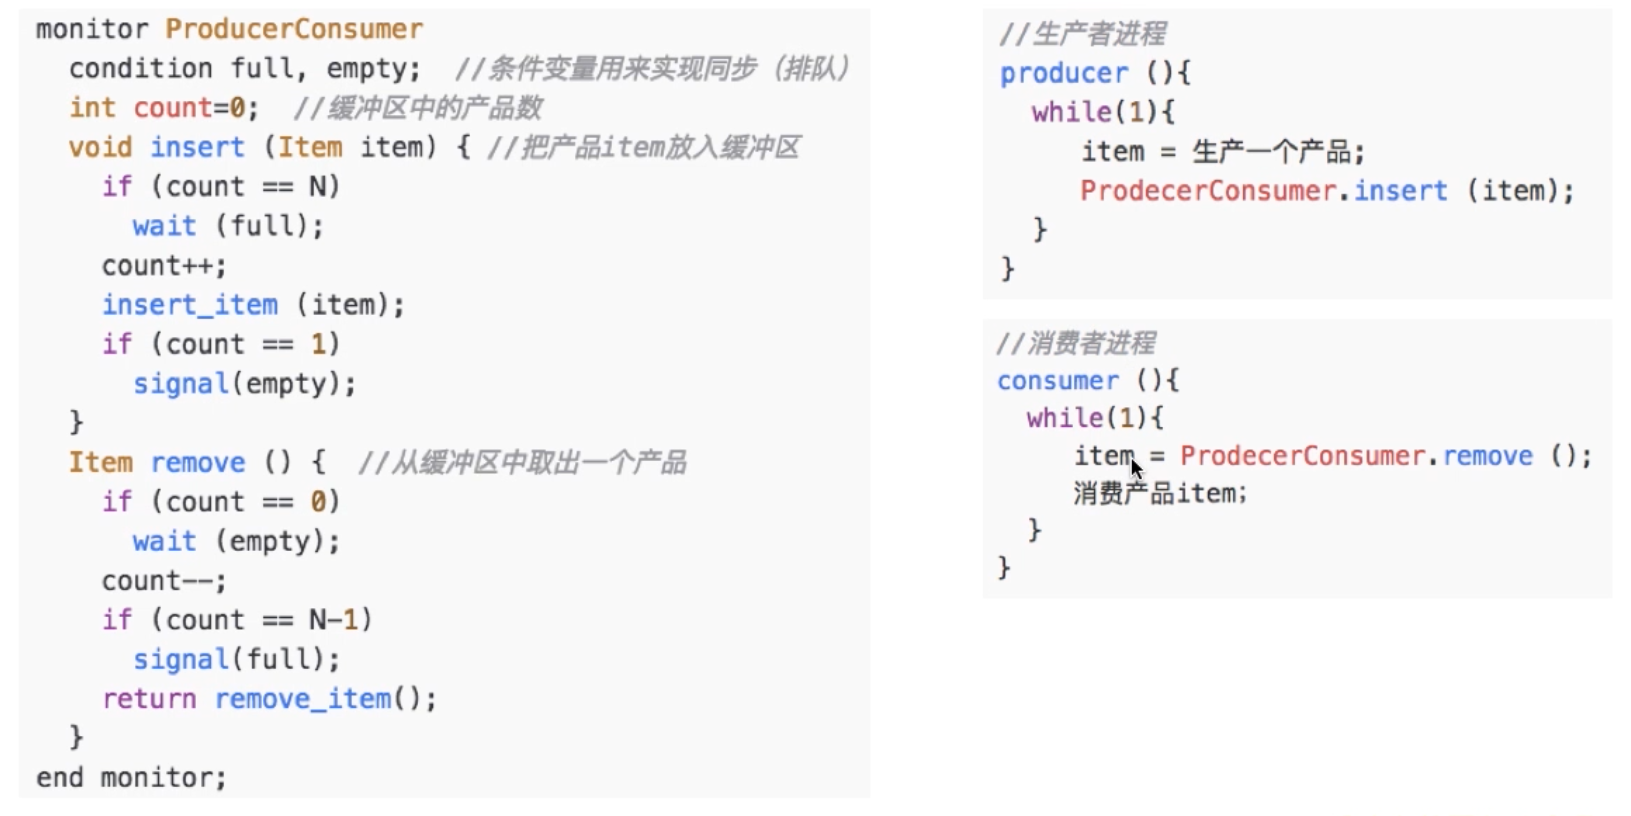 monitor ProducerConsumer
condition full, empty; //条件变量用来实现同步（排队）
int count=0; //缓冲区中的产品数
void insert (Item item) { //把产品item放入缓冲区
if (count == N)
wait (full);
count++;
insert_item (item);
if (count == 1)
signal(empty);
}
Item remove () { //从缓冲区中取出一个产品
if (count == 0)
wait (empty);
count--;
if (count == N-1)
signal(full);
return remove_item();
}
end monitor;
//生产者进程
producer (){
while(1){
item = 生产一个产品;
ProdecerConsumer.insert (item);
}
}
//消费者进程
consumer (){
while(1){
item = ProdecerConsumer.remove ();
消费产品item;
}
}